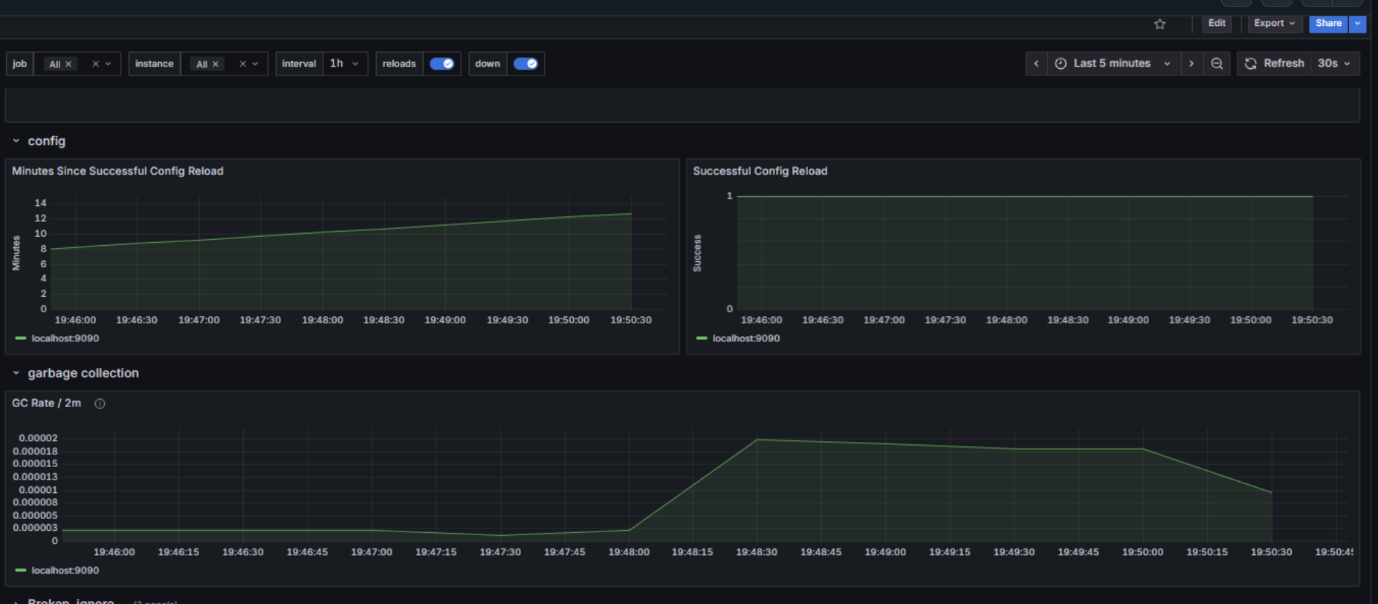 Edit Export Share
job All × instance All × interval 1h reloads down Last 5 minutes Refresh 30s
config
Minutes Since Successful Config Reload
Minutes
14
12
10
8
6
4
2
0
19:46:00 19:46:30 19:47:00 19:47:30 19:48:00 19:48:30 19:49:00 19:49:30 19:50:00 19:50:30
localhost:9090
Successful Config Reload
Success
1
0
19:46:00 19:46:30 19:47:00 19:47:30 19:48:00 19:48:30 19:49:00 19:49:30 19:50:00 19:50:30
localhost:9090
garbage collection
GC Rate / 2m
0.00002
0.000018
0.000015
0.000013
0.00001
0.000008
0.000005
0.000003
0
19:46:00 19:46:15 19:46:30 19:46:45 19:47:00 19:47:15 19:47:30 19:47:45 19:48:00 19:48:15 19:48:30 19:48:45 19:49:00 19:49:15 19:49:30 19:49:45 19:50:00 19:50:15 19:50:30 19:50:45
localhost:9090
Broken, ignore